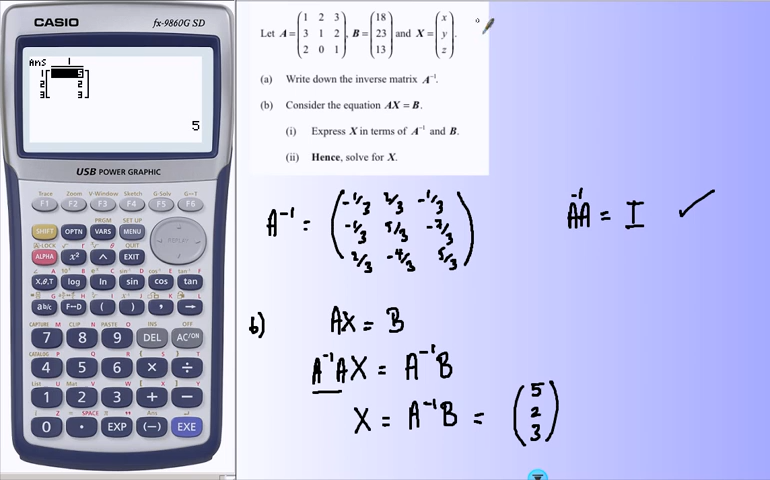 CASIO fx-9860G SD
Ans 1
1 5
2 2
3 3
5
USB POWER GRAPHIC
Trace Zoom V-Window Sketch G-Solv G↔T
F1 F2 F3 F4 F5 F6
PRGM SET UP
SHIFT OPTN VARS MENU
A-LOCK √ QUIT
ALPHA x² ^ EXIT
REPLAY
X,θ,T log ln sin cos tan
a b/c F↔D ( ) , →
CAPTURE CLIP PASTE INS OFF
7 8 9 DEL AC/ON
CATALOG
4 5 6 × ÷
List Mat
1 2 3 + −
SPACE π Ans
0 . EXP (−) EXE
Let A = (1 2 3, B = (18 and X = (x
3 1 2 23 y
2 0 1) 13) z).
(a) Write down the inverse matrix A⁻¹.
(b) Consider the equation AX = B.
(i) Express X in terms of A⁻¹ and B.
(ii) Hence, solve for X.
A⁻¹ = (-1/3 2/3 -1/3
-1/3 5/3 -7/3
2/3 -4/3 5/3)
A⁻¹A = I ✓
b) AX = B
A⁻¹AX = A⁻¹B
X = A⁻¹B = (5
2
3)